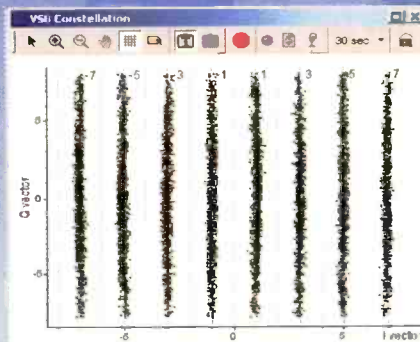 VSB Constellation
30 sec
-7 -5 -3 -1 1 3 5 7
5
0
-5
Q vector
-5 0 5
I vector